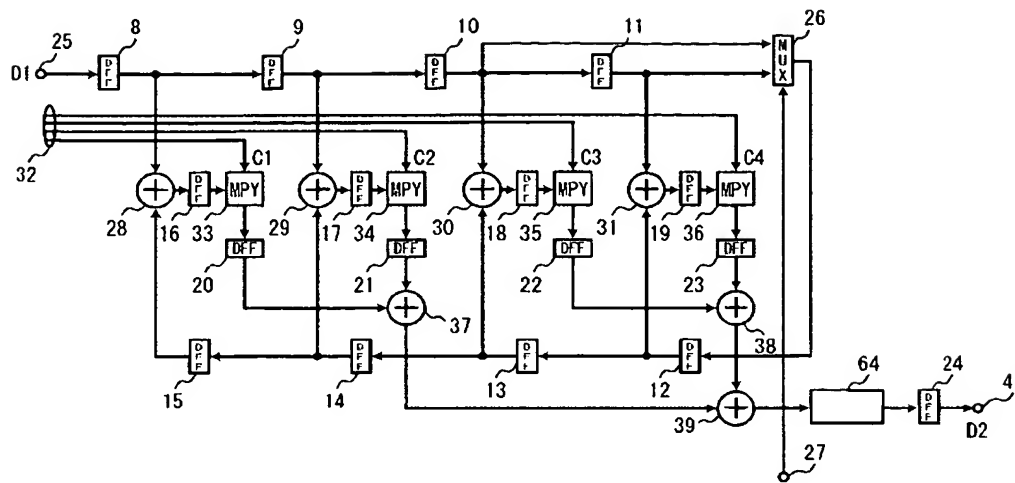 8 9 10 11 26
25
D1 DFF DFF DFF DFF MUX
32
C1 C2 C3 C4
DFF MPY DFF MPY DFF MPY DFF MPY
28 16 33 29 17 34 30 18 35 31 19 36
DFF DFF DFF DFF
20 21 22 23
37 38
DFF DFF DFF DFF
15 14 13 12
64 24 4
DFF
39 D2
27